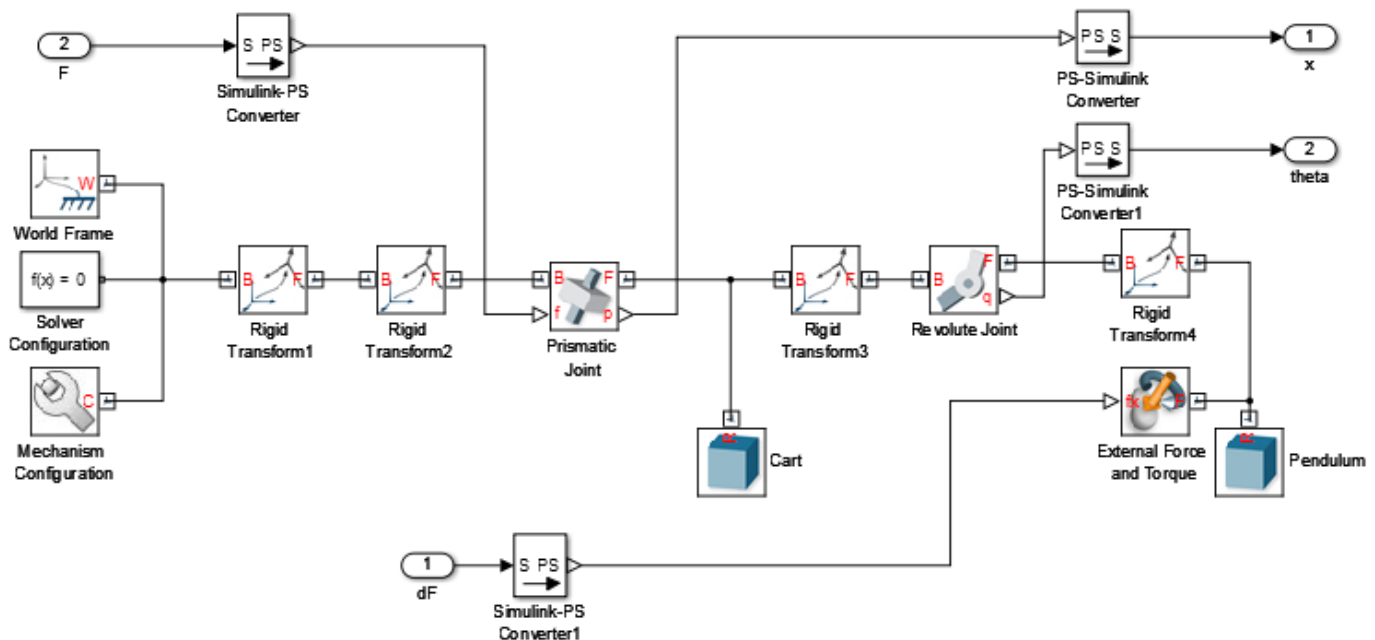 2
F
S PS
Simulink-PS
Converter
PS S
PS-Simulink
Converter
1
x
PS S
PS-Simulink
Converter1
2
theta
W
World Frame
f(x) = 0
Solver
Configuration
C
Mechanism
Configuration
B F
Rigid
Transform1
B F
Rigid
Transform2
B F
f p
Prismatic
Joint
B F
Rigid
Transform3
B F
q
Revolute Joint
B F
Rigid
Transform4
R
Cart
fx F
External Force
and Torque
R
Pendulum
1
dF
S PS
Simulink-PS
Converter1